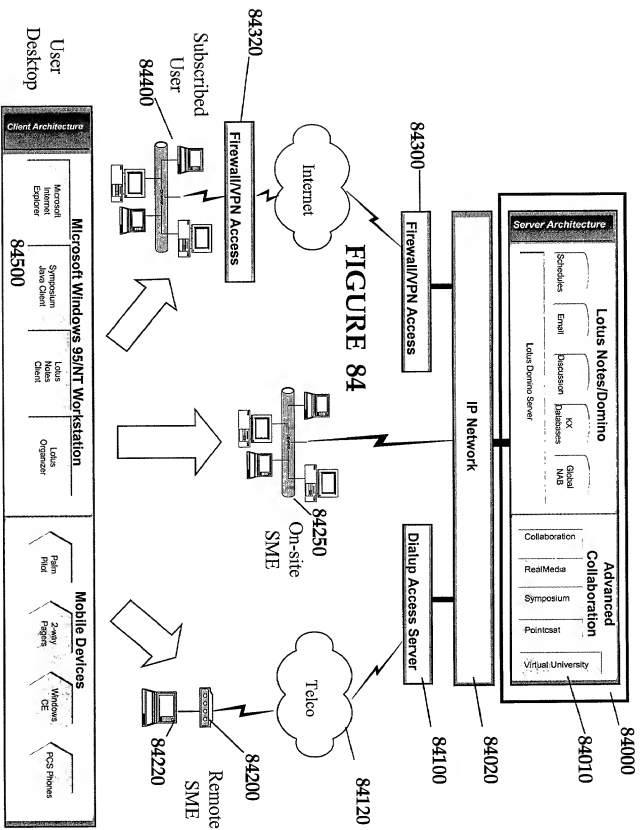 84000
84010
Server Architecture
Lotus Notes/Domino
Schedules
Email
Discussion
KX
Databases
Global
NAB
Lotus Domino Server
Advanced
Collaboration
Collaboration
RealMedia
Symposium
Pointcsat
Virtual University
IP Network
84020
84300
Firewall/VPN Access
Dialup Access Server
84100
Internet
FIGURE 84
Telco
84120
84320
Firewall/VPN Access
Subscribed
User
84400
84250
On-site
SME
84200
Remote
SME
84220
User
Desktop
Client Architecture
Microsoft Windows 95/NT Workstation
Microsoft
Internet
Explorer
Symposium
Java Client
Lotus
Notes
Client
Lotus
Organizer
84500
Mobile Devices
Palm
Pilot
2-way
Pagers
Windows
CE
PCS Phones